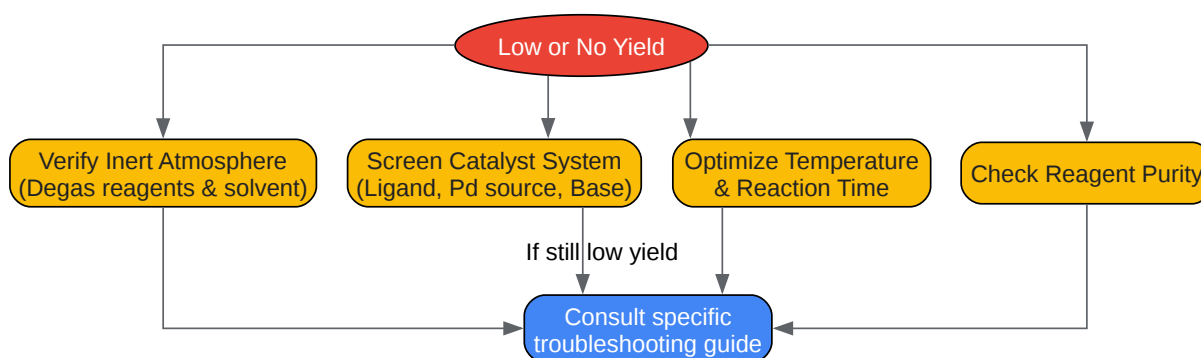 Low or No Yield
Verify Inert Atmosphere
(Degas reagents & solvent)
Screen Catalyst System
(Ligand, Pd source, Base)
Optimize Temperature
& Reaction Time
Check Reagent Purity
If still low yield
Consult specific
troubleshooting guide